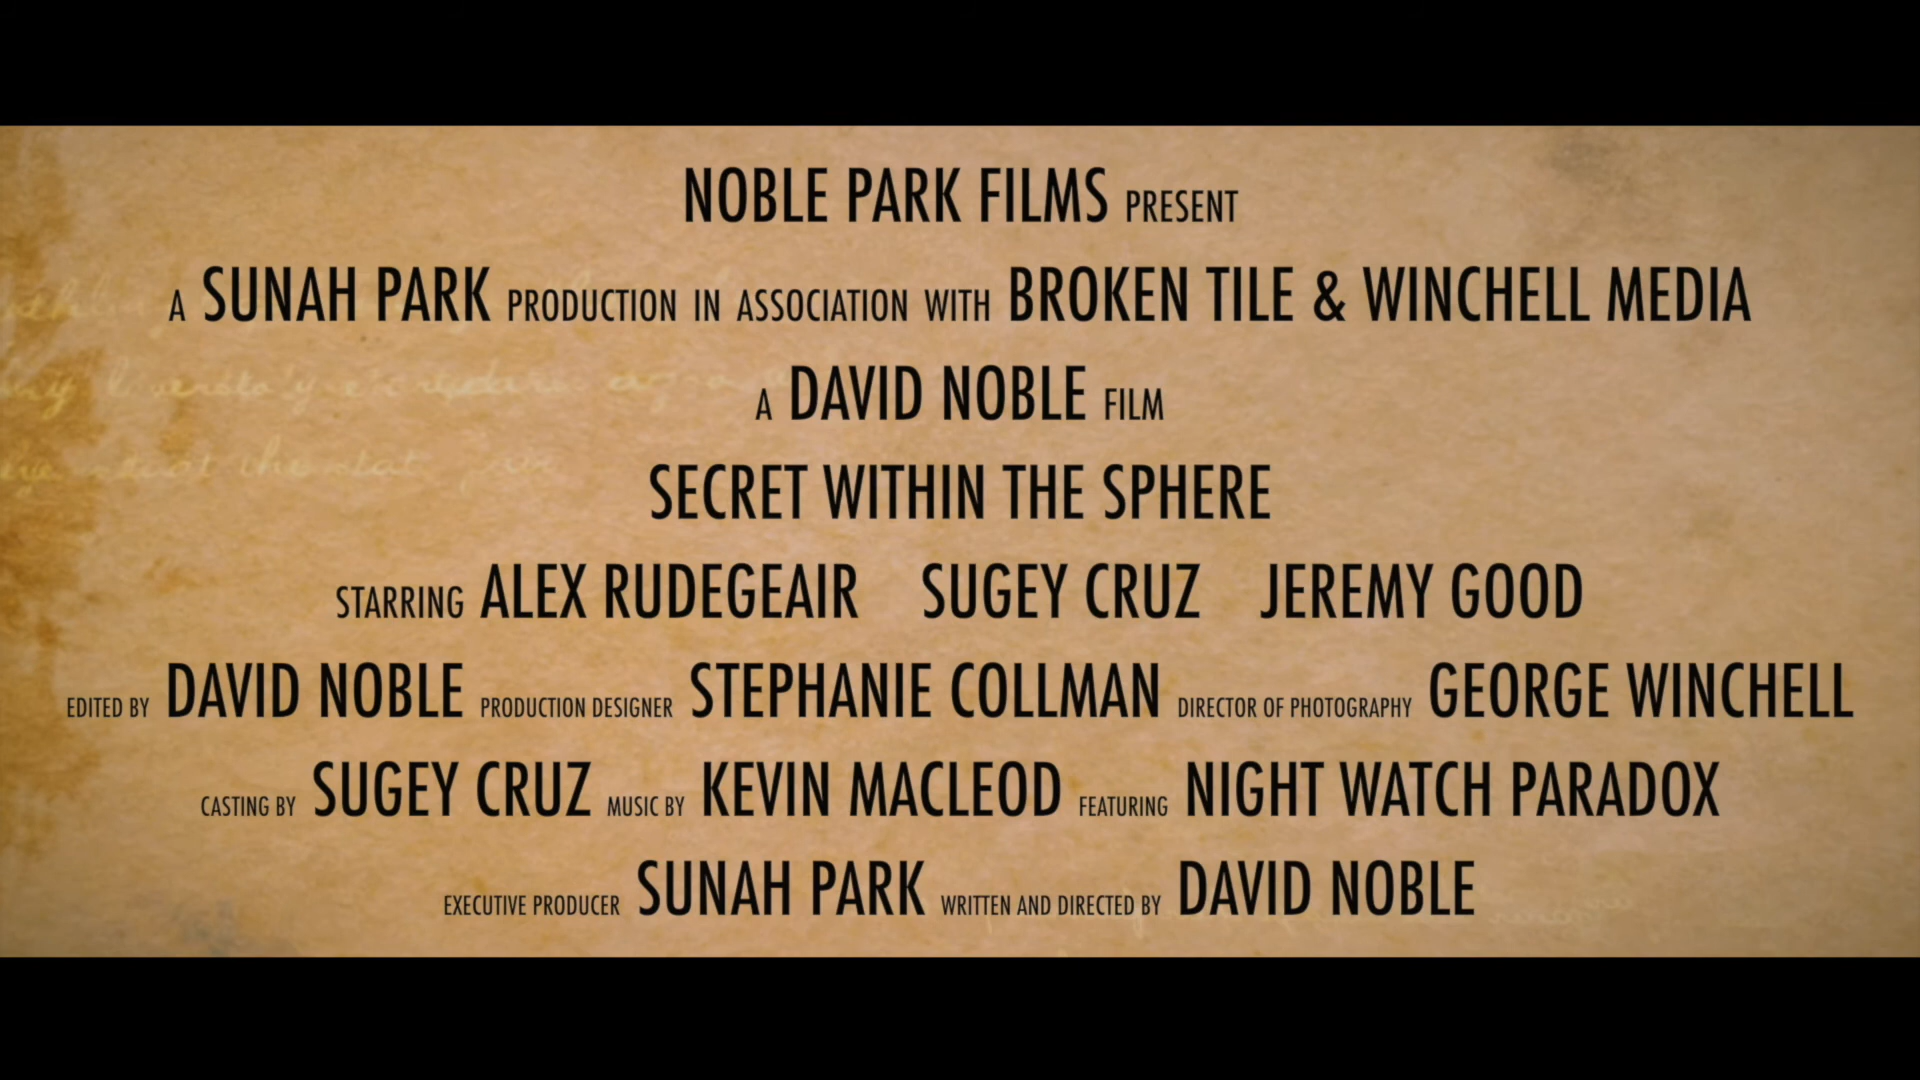 NOBLE PARK FILMS PRESENT
A SUNAH PARK PRODUCTION IN ASSOCIATION WITH BROKEN TILE & WINCHELL MEDIA
A DAVID NOBLE FILM
SECRET WITHIN THE SPHERE
STARRING ALEX RUDEGEAIR SUGEY CRUZ JEREMY GOOD
EDITED BY DAVID NOBLE PRODUCTION DESIGNER STEPHANIE COLLMAN DIRECTOR OF PHOTOGRAPHY GEORGE WINCHELL
CASTING BY SUGEY CRUZ MUSIC BY KEVIN MACLEOD FEATURING NIGHT WATCH PARADOX
EXECUTIVE PRODUCER SUNAH PARK WRITTEN AND DIRECTED BY DAVID NOBLE